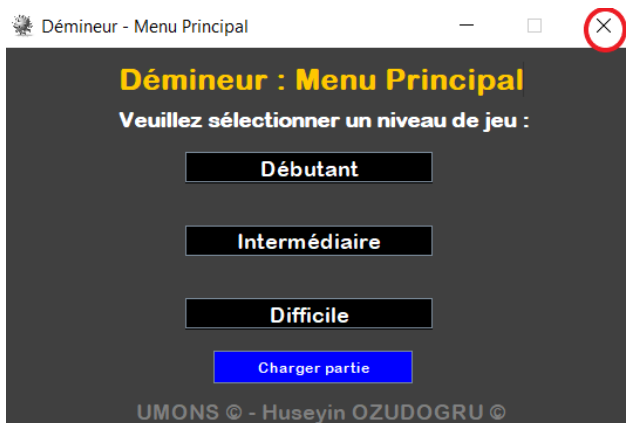 Démineur - Menu Principal
Démineur : Menu Principal
Veuillez sélectionner un niveau de jeu :
Débutant
Intermédiaire
Difficile
Charger partie
UMONS © - Huseyin OZUDOGRU ©